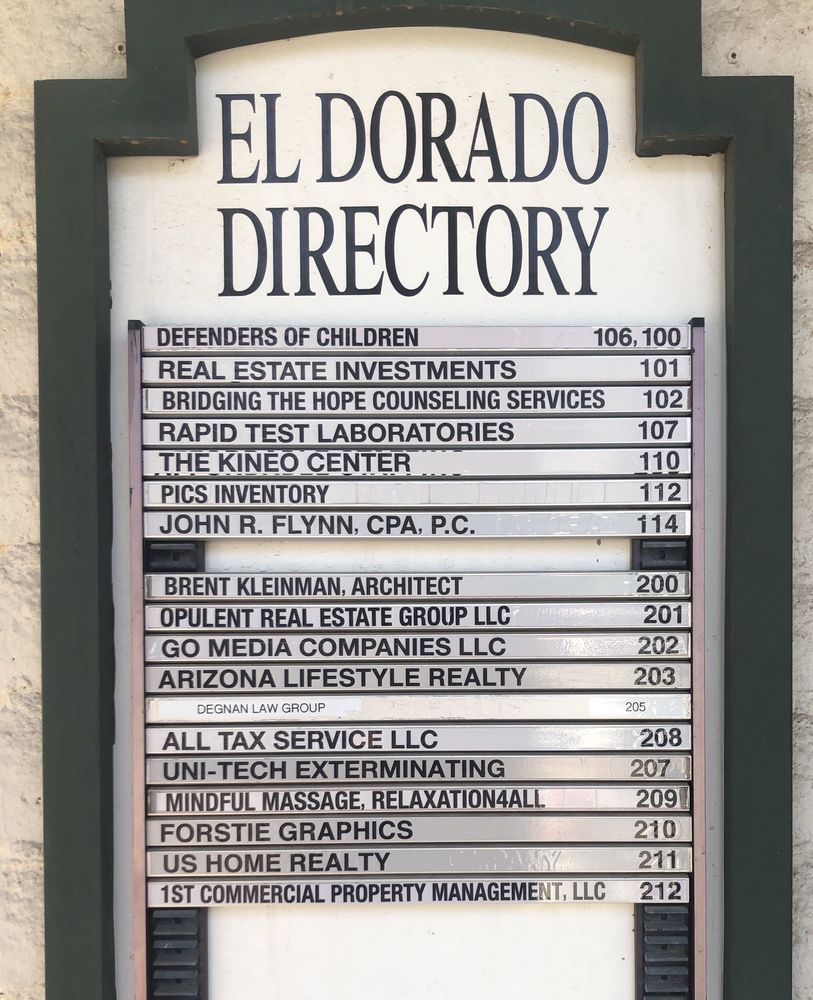 EL DORADO
DIRECTORY
DEFENDERS OF CHILDREN 106,100
REAL ESTATE INVESTMENTS 101
BRIDGING THE HOPE COUNSELING SERVICES 102
RAPID TEST LABORATORIES 107
THE KINEO CENTER 110
PICS INVENTORY 112
JOHN R. FLYNN, CPA, P.C. 114
BRENT KLEINMAN, ARCHITECT 200
OPULENT REAL ESTATE GROUP LLC 201
GO MEDIA COMPANIES LLC 202
ARIZONA LIFESTYLE REALTY 203
DEGNAN LAW GROUP 205
ALL TAX SERVICE LLC 208
UNI-TECH EXTERMINATING 207
MINDFUL MASSAGE, RELAXATION4ALL 209
FORSTIE GRAPHICS 210
US HOME REALTY 211
1ST COMMERCIAL PROPERTY MANAGEMENT, LLC 212